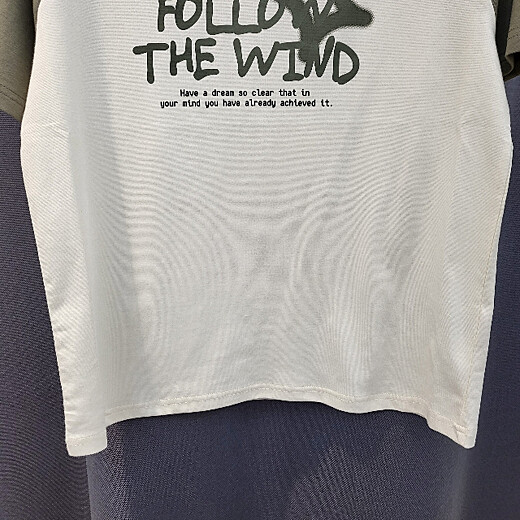 FOLLOW
THE WIND
Have a dream so clear that in
your mind you have already achieved it.